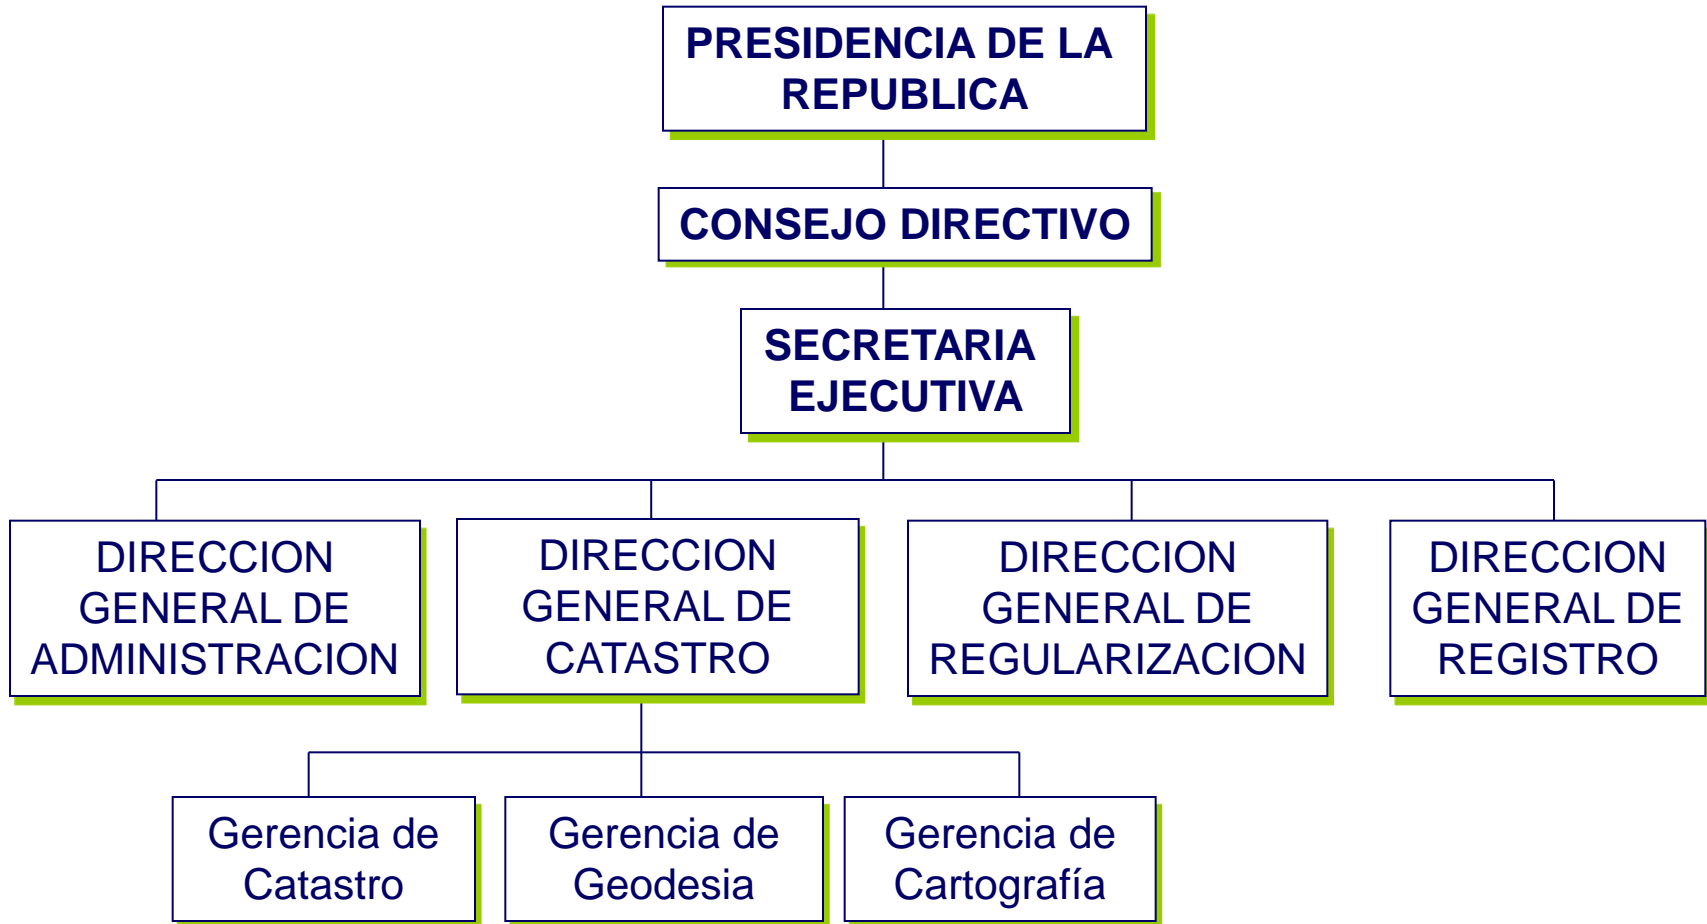 PRESIDENCIA DE LA
REPUBLICA
CONSEJO DIRECTIVO
SECRETARIA
EJECUTIVA
DIRECCION
GENERAL DE
ADMINISTRACION
DIRECCION
GENERAL DE
CATASTRO
DIRECCION
GENERAL DE
REGULARIZACION
DIRECCION
GENERAL DE
REGISTRO
Gerencia de
Catastro
Gerencia de
Geodesia
Gerencia de
Cartografía